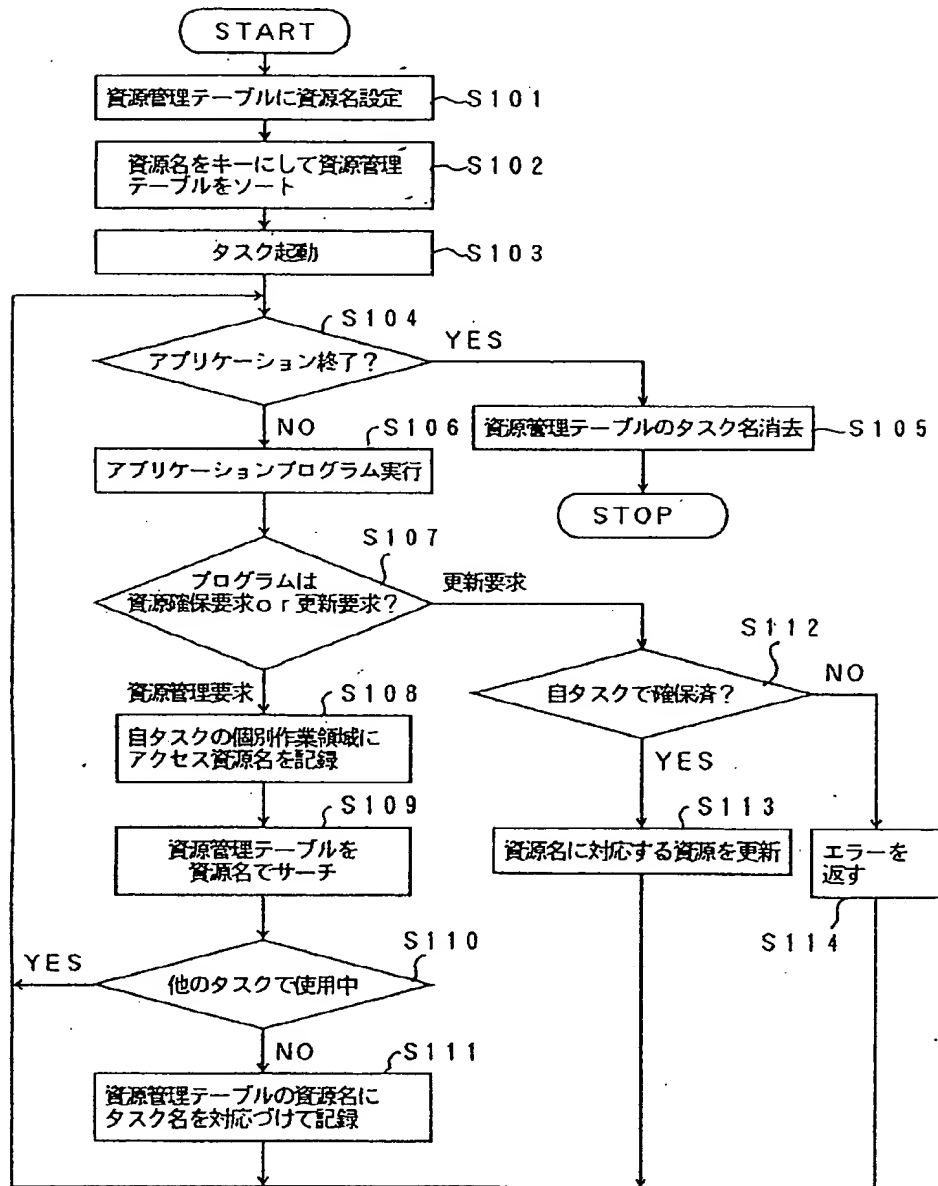 START
資源管理テーブルに資源名設定
S101
資源名をキーにして資源管理
テーブルをソート
S102
タスク起動
S103
S104
アプリケーション終了?
YES
NO
S106
資源管理テーブルのタスク名消去
S105
アプリケーションプログラム実行
STOP
S107
プログラムは
資源確保要求or更新要求?
更新要求
S112
資源管理要求
S108
自タスクで確保済?
NO
自タスクの個別作業領域に
アクセス資源名を記録
YES
S109
S113
資源管理テーブルを
資源名でサーチ
資源名に対応する資源を更新
エラーを
返す
S114
S110
YES
他のタスクで使用中
NO
S111
資源管理テーブルの資源名に
タスク名を対応づけて記録